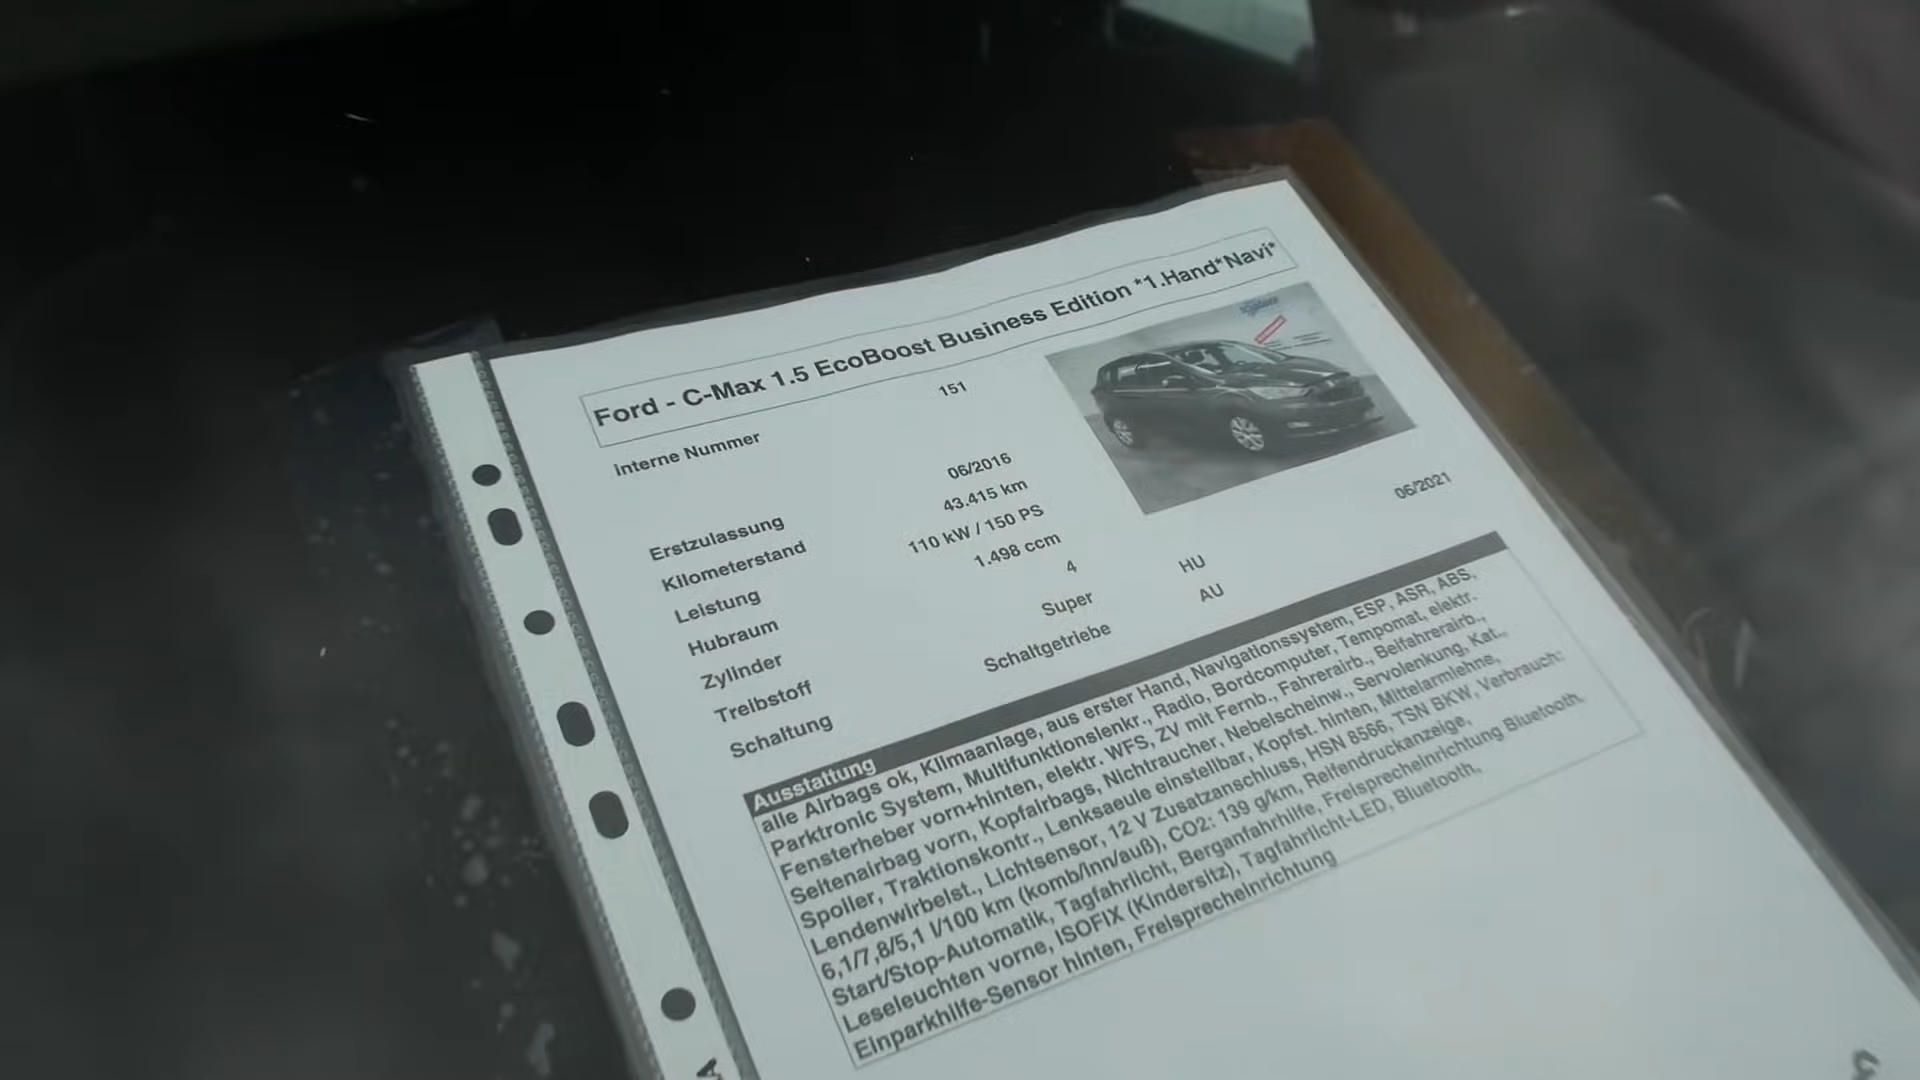 Ford - C-Max 1.5 EcoBoost Business Edition *1.Hand*Navi*
Interne Nummer 151
Erstzulassung 06/2016
Kilometerstand 43.415 km
Leistung 110 kW / 150 PS
Hubraum 1.498 ccm
Zylinder 4 HU 06/2021
Treibstoff Super AU
Schaltung Schaltgetriebe
Ausstattung
alle Airbags ok, Klimaanlage, aus erster Hand, Navigationssystem, ESP, ASR, ABS,
Parktronic System, Multifunktionslenkr., Radio, Bordcomputer, Tempomat, elektr.
Fensterheber vorn+hinten, elektr. WFS, ZV mit Fernb., Fahrerairb., Beifahrerairb.,
Seitenairbag vorn, Kopfairbags, Nichtraucher, Nebelscheinw., Servolenkung, Kat.,
Spoiler, Traktionskontr., Lenksaeule einstellbar, Kopfst. hinten, Mittelarmlehne,
Lendenwirbelst., Lichtsensor, 12 V Zusatzanschluss, HSN 8566, TSN BKW, Verbrauch:
6,1/7,8/5,1 l/100 km (komb/inn/auß), CO2: 139 g/km, Reifendruckanzeige,
Start/Stop-Automatik, Tagfahrlicht, Berganfahrhilfe, Freisprecheinrichtung Bluetooth,
Leseleuchten vorne, ISOFIX (Kindersitz), Tagfahrlicht-LED, Bluetooth,
Einparkhilfe-Sensor hinten, Freisprecheinrichtung